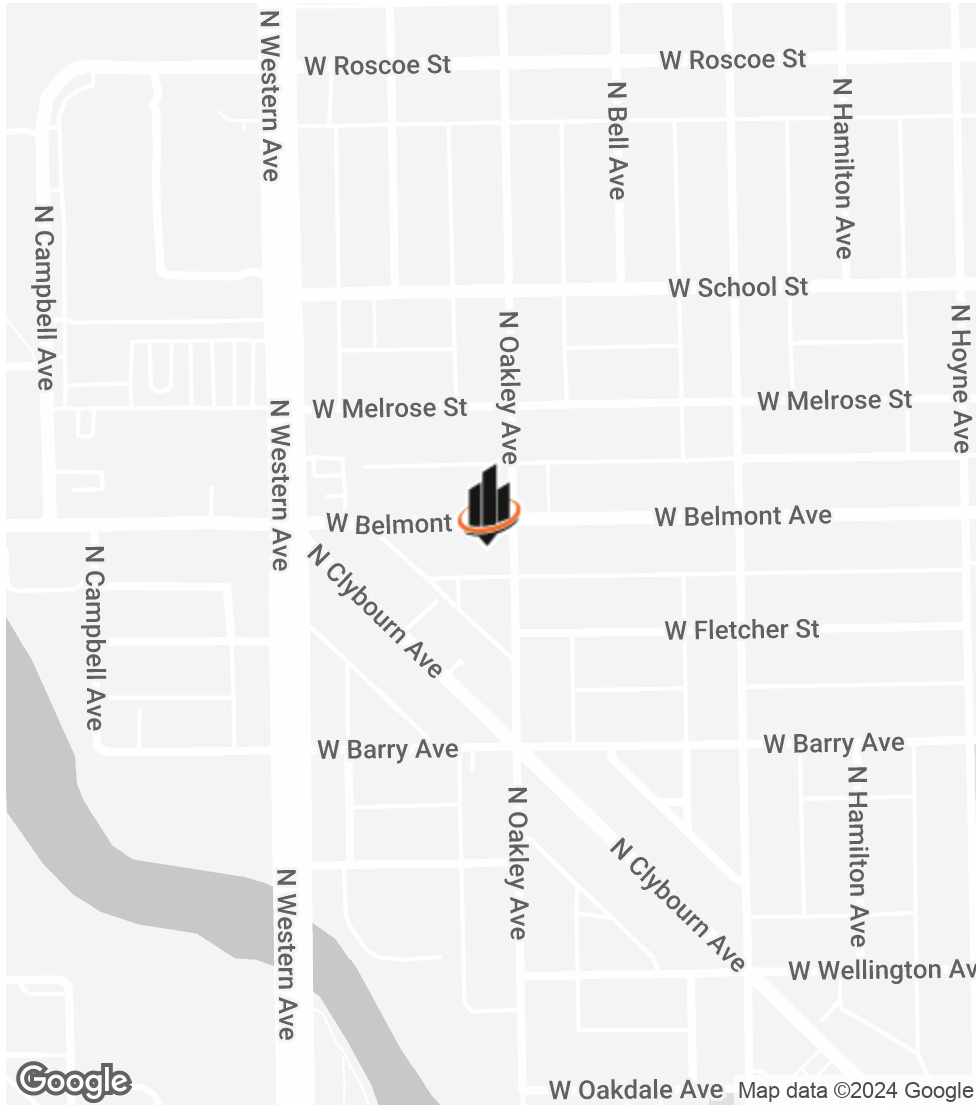 N Western Ave
W Roscoe St
W Roscoe St
N Bell Ave
N Hamilton Ave
N Campbell Ave
W School St
N Oakley Ave
N Hoyne Ave
W Melrose St
W Melrose St
N Western Ave
W Belmont
W Belmont Ave
N Campbell Ave
N Clybourn Ave
W Fletcher St
W Barry Ave
W Barry Ave
N Hamilton Ave
N Oakley Ave
N Clybourn Ave
N Western Ave
W Wellington Av
Google
W Oakdale Ave
Map data ©2024 Google